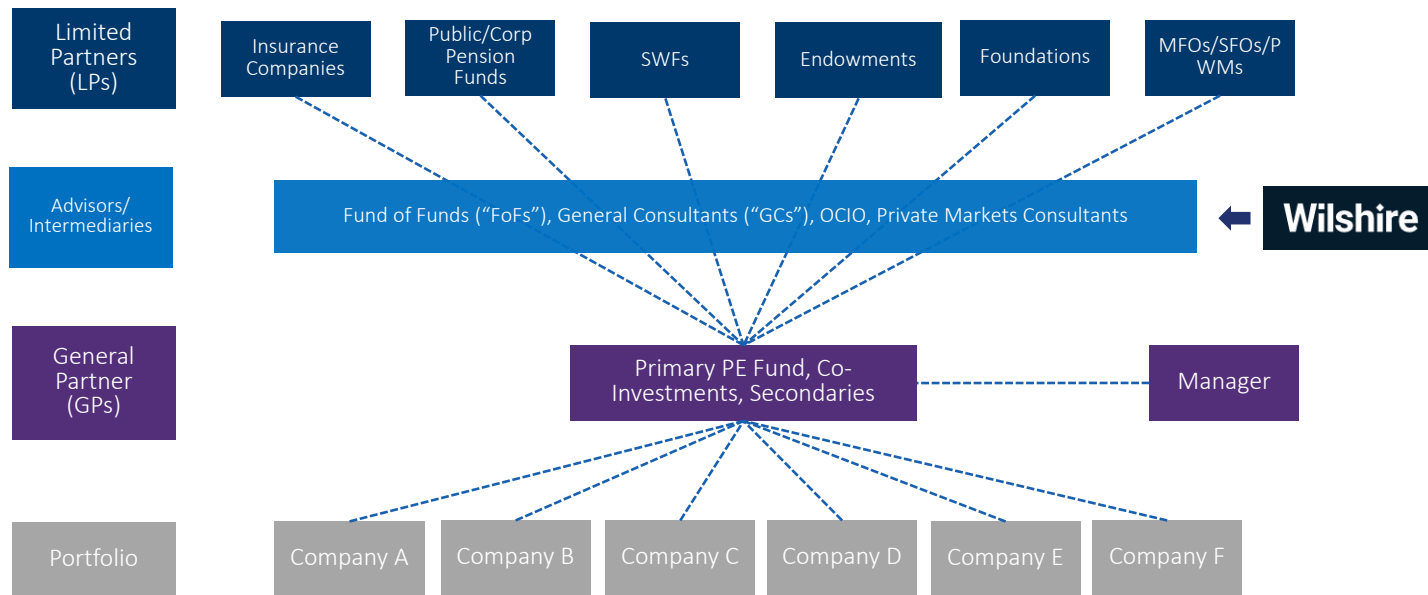 Limited
Partners
(LPs)
Insurance
Companies
Public/Corp
Pension
Funds
SWFs
Endowments
Foundations
MFOs/SFOs/P
WMs
Advisors/
Intermediaries
Fund of Funds (“FoFs”), General Consultants (“GCs”), OCIO, Private Markets Consultants
Wilshire
General
Partner
(GPs)
Primary PE Fund, Co-
Investments, Secondaries
Manager
Portfolio
Company A
Company B
Company C
Company D
Company E
Company F